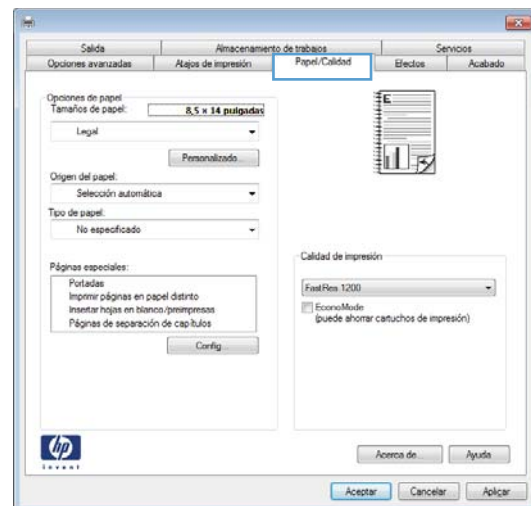 Salida Almacenamiento de trabajos Servicios
Opciones avanzadas Atajos de impresión Papel/Calidad Efectos Acabado
Opciones de papel
Tamaños de papel: 8,5 × 14 pulgadas
Legal
Personalizado...
Origen del papel:
Selección automática
Tipo de papel:
No especificado
Páginas especiales:
Portadas
Imprimir páginas en papel distinto
Insertar hojas en blanco/preimpresas
Páginas de separación de capítulos
Config...
E
Calidad de impresión
FastRes 1200
EconoMode
(puede ahorrar cartuchos de impresión)
hp
invent
Acerca de... Ayuda
Aceptar Cancelar Aplicar